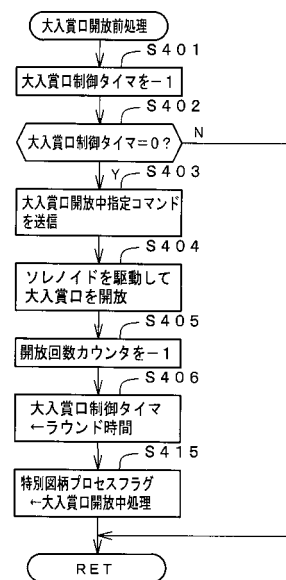 大入賞口開放前処理
S401
大入賞口制御タイマを−1
S402
大入賞口制御タイマ=0?
N
Y
S403
大入賞口開放中指定コマンド
を送信
S404
ソレノイドを駆動して
大入賞口を開放
S405
開放回数カウンタを−1
S406
大入賞口制御タイマ
←ラウンド時間
S415
特別図柄プロセスフラグ
←大入賞口開放中処理
RET